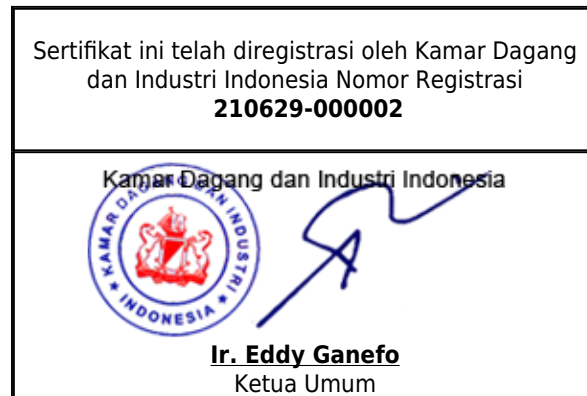 Sertifikat ini telah diregistrasi oleh Kamar Dagang
dan Industri Indonesia Nomor Registrasi
210629-000002
Kamar Dagang dan Industri Indonesia
KAMAR DAGANG DAN INDUSTRI
INDONESIA
Ir. Eddy Ganefo
Ketua Umum